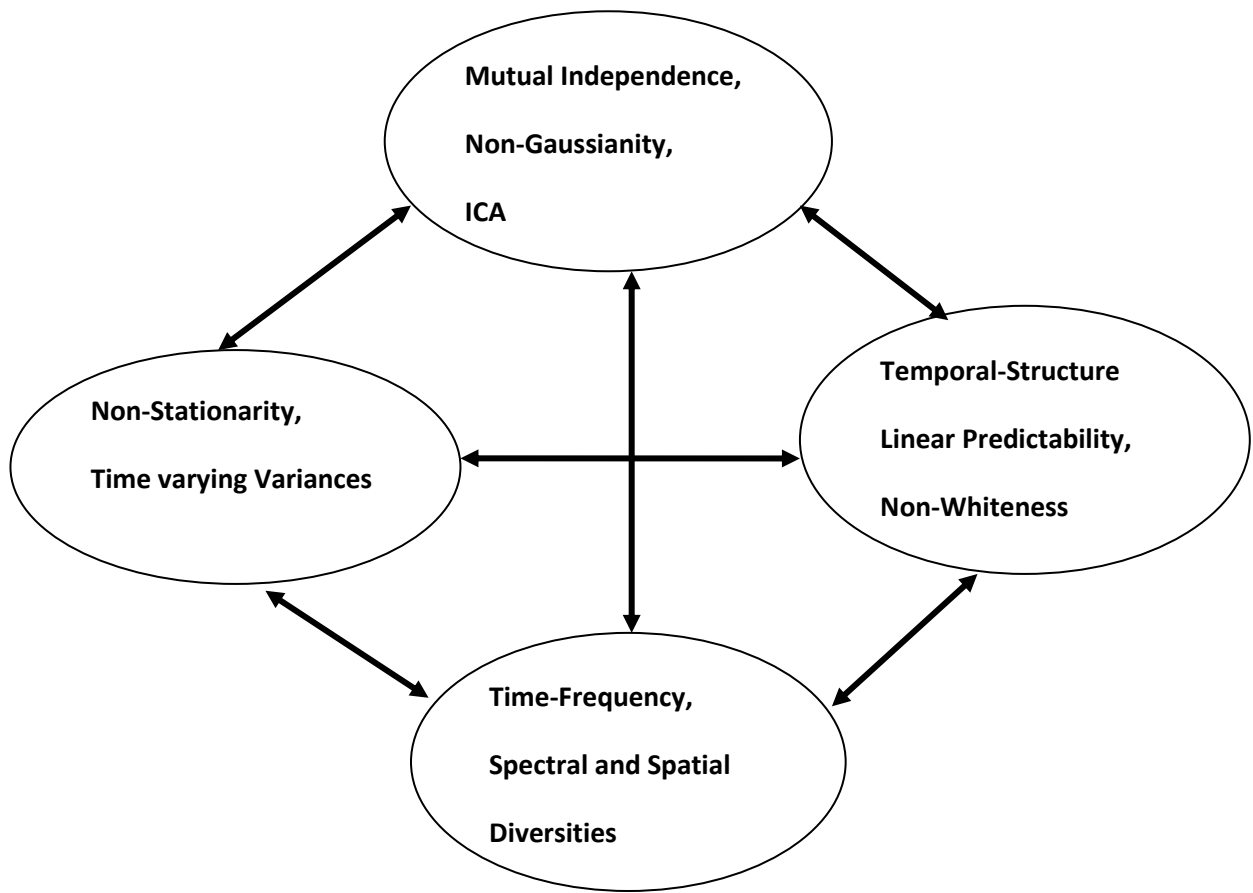 Mutual Independence,
Non-Gaussianity,
ICA
Non-Stationarity,
Time varying Variances
Temporal-Structure
Linear Predictability,
Non-Whiteness
Time-Frequency,
Spectral and Spatial
Diversities